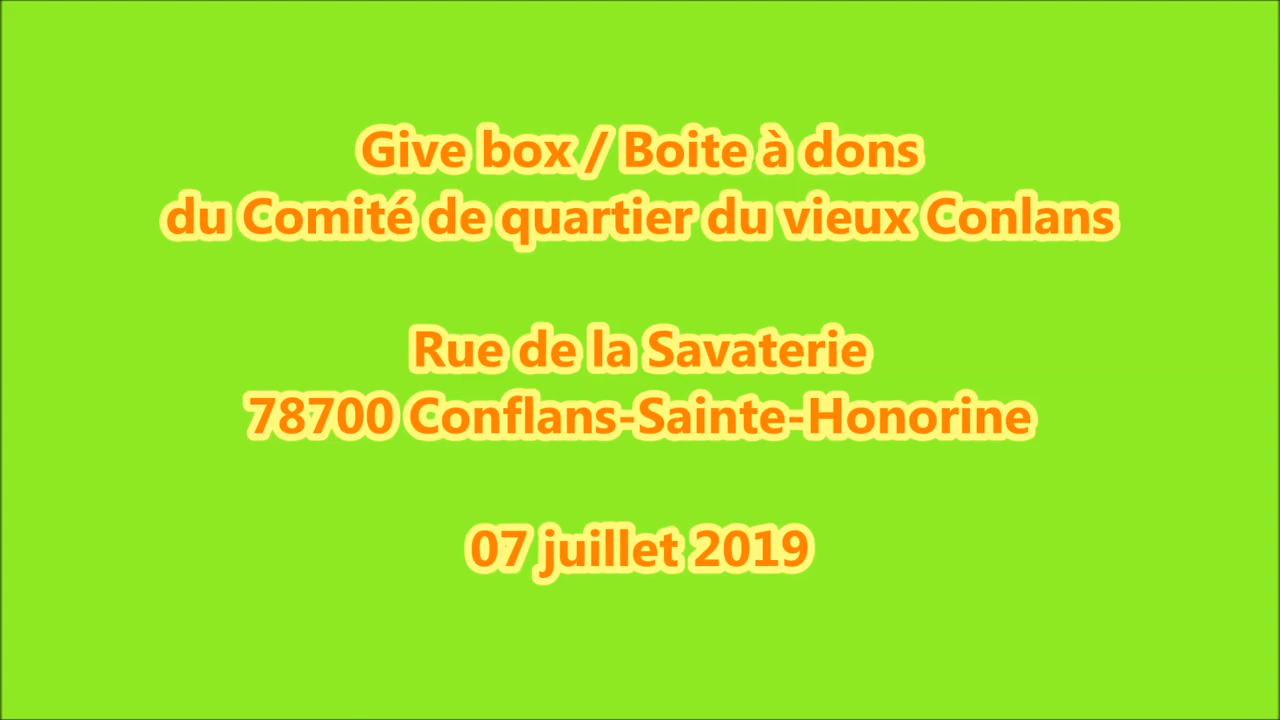 Give box / Boite à dons
du Comité de quartier du vieux Conlans
Rue de la Savaterie
78700 Conflans-Sainte-Honorine
07 juillet 2019